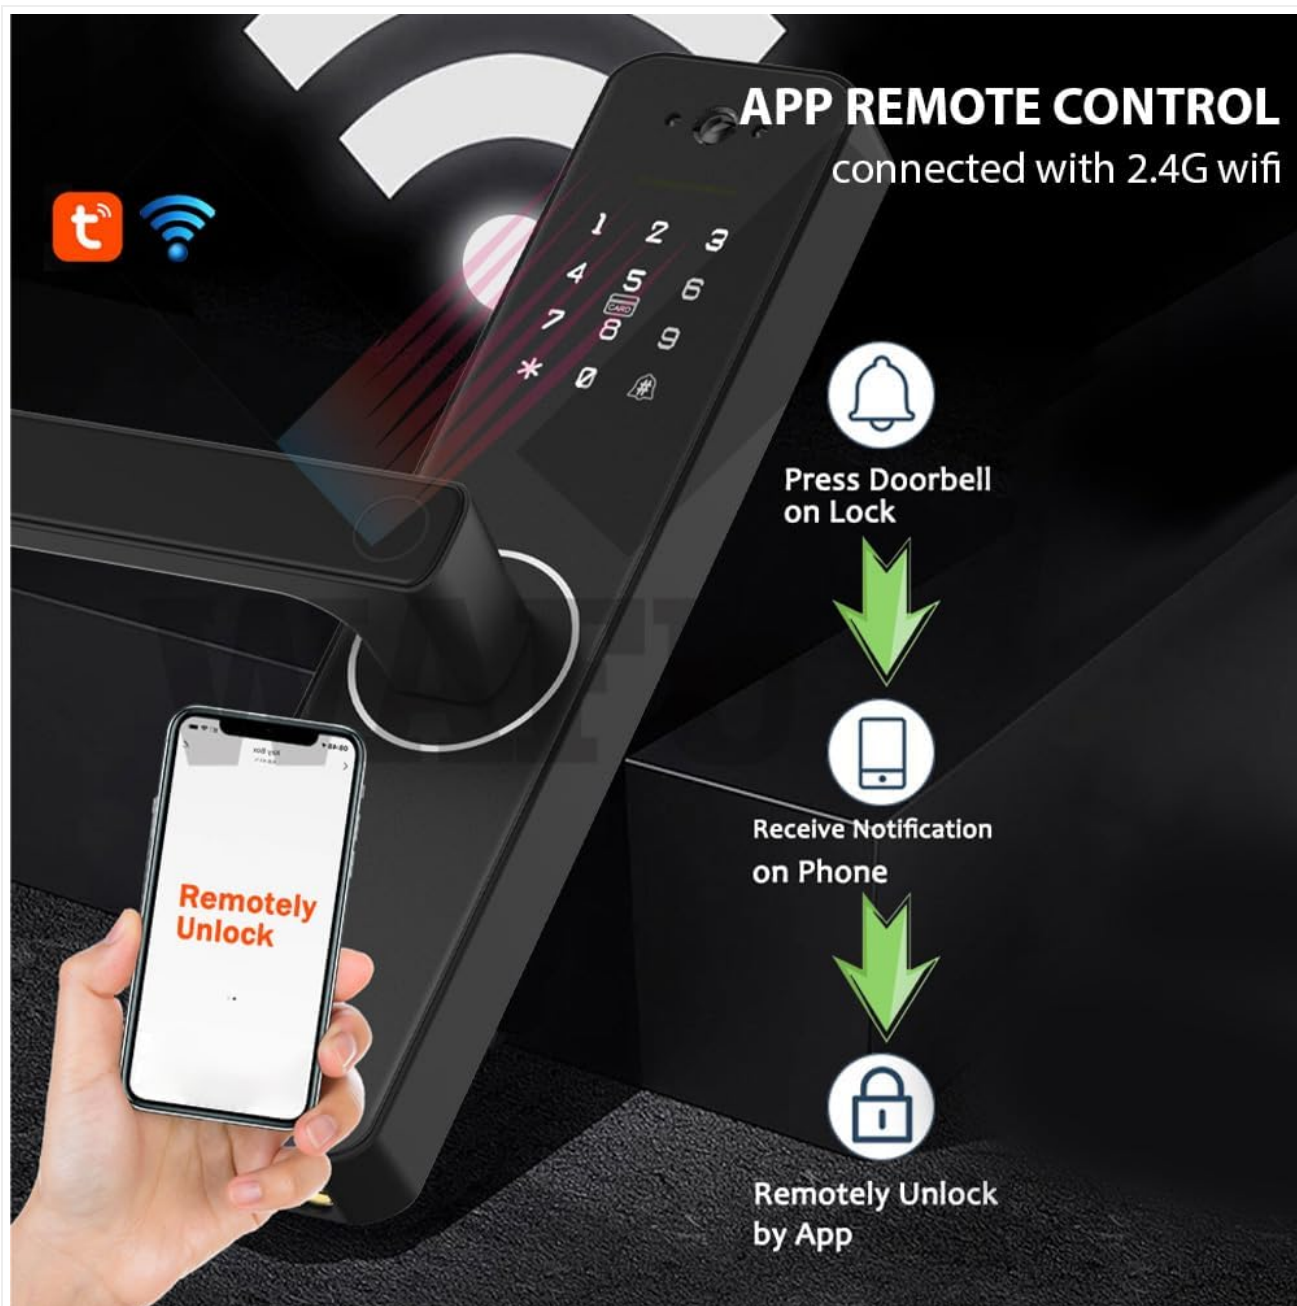 APP REMOTE CONTROL
connected with 2.4G wifi
t
1 2 3
4 5 6
CARD
7 8 9
* 0 #
Press Doorbell
on Lock
WAFU
Receive Notification
on Phone
Remotely
Unlock
Remotely Unlock
by App